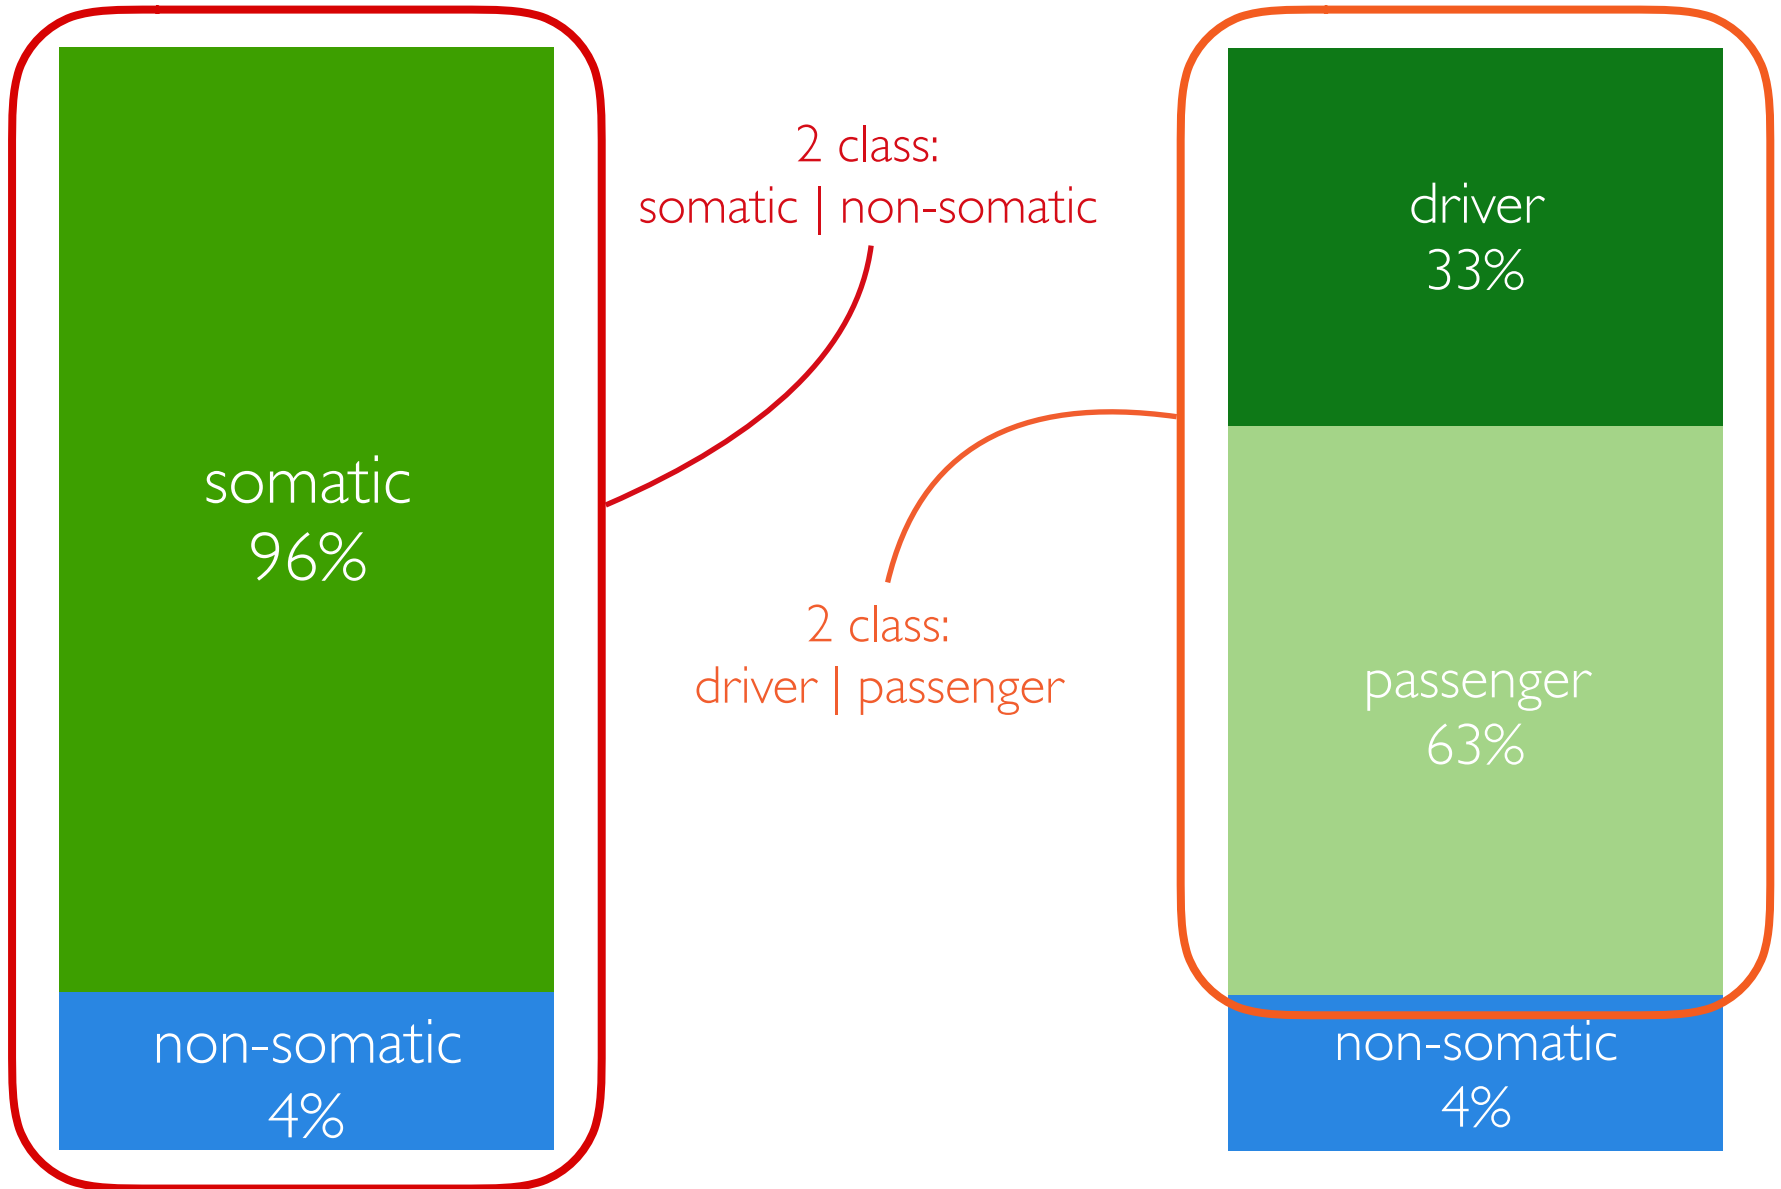 somatic
96%
non-somatic
4%
2 class:
somatic | non-somatic
2 class:
driver | passenger
driver
33%
passenger
63%
non-somatic
4%